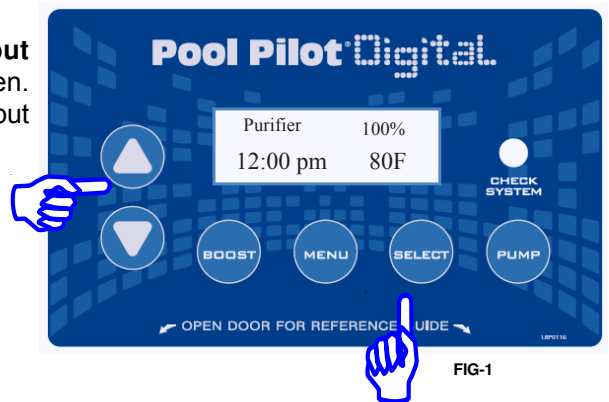 out
en.
out
Pool Pilot® Digital
Purifier 100%
12:00 pm 80F
CHECK
SYSTEM
BOOST MENU SELECT PUMP
OPEN DOOR FOR REFERENCE GUIDE
LBP0116
FIG-1